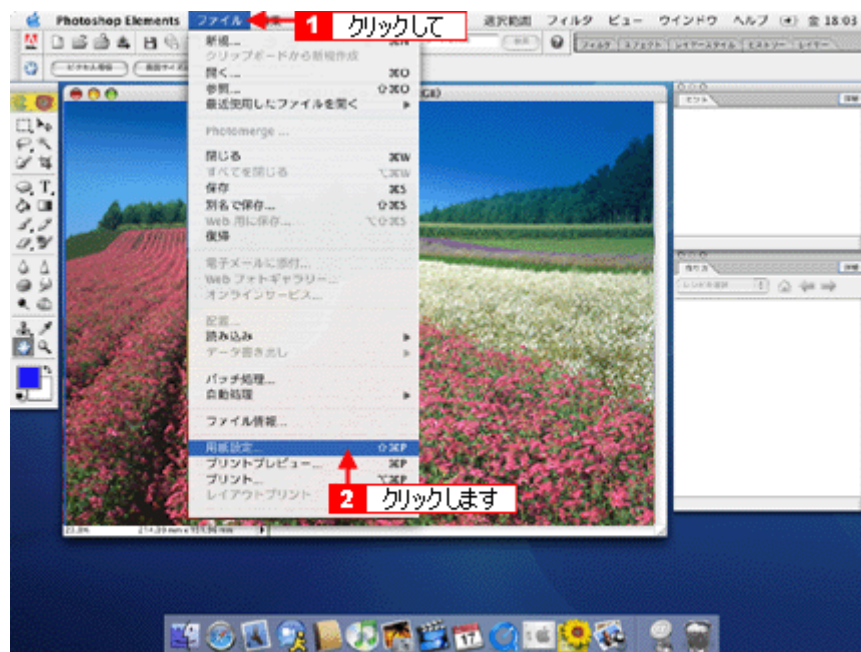 Photoshop Elements ファイル 選択範囲 フィルタ ビュー ウインドウ ヘルプ 金 18:03
1 クリックして
新規... ⌘N
クリップボードから新規作成
開く... ⌘O
参照... ⇧⌘O
最近使用したファイルを開く
Photomerge ...
閉じる ⌘W
すべてを閉じる ⌥⌘W
保存 ⌘S
別名で保存... ⇧⌘S
Web 用に保存... ⌥⇧⌘S
復帰
電子メールに添付...
Web フォトギャラリー...
オンラインサービス...
配置...
読み込み
データ書き出し
バッチ処理...
自動処理
ファイル情報...
用紙設定... ⇧⌘P
プリントプレビュー... ⌘P
プリント... ⌥⌘P
レイアウトプリント
2 クリックします
ヒント
作り方
17